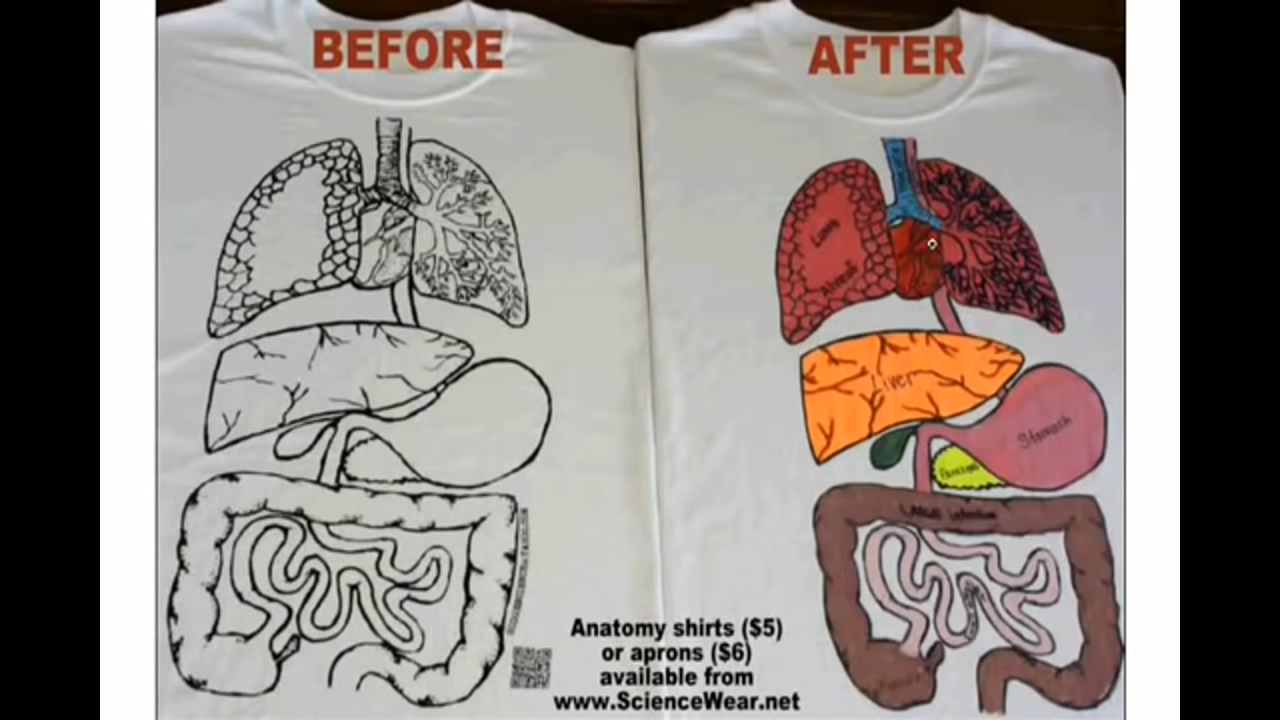 BEFORE
AFTER
Lung
Alveoli
Liver
Stomach
Pancreas
Large Intestine
Anatomy shirts ($5)
or aprons ($6)
available from
www.ScienceWear.net